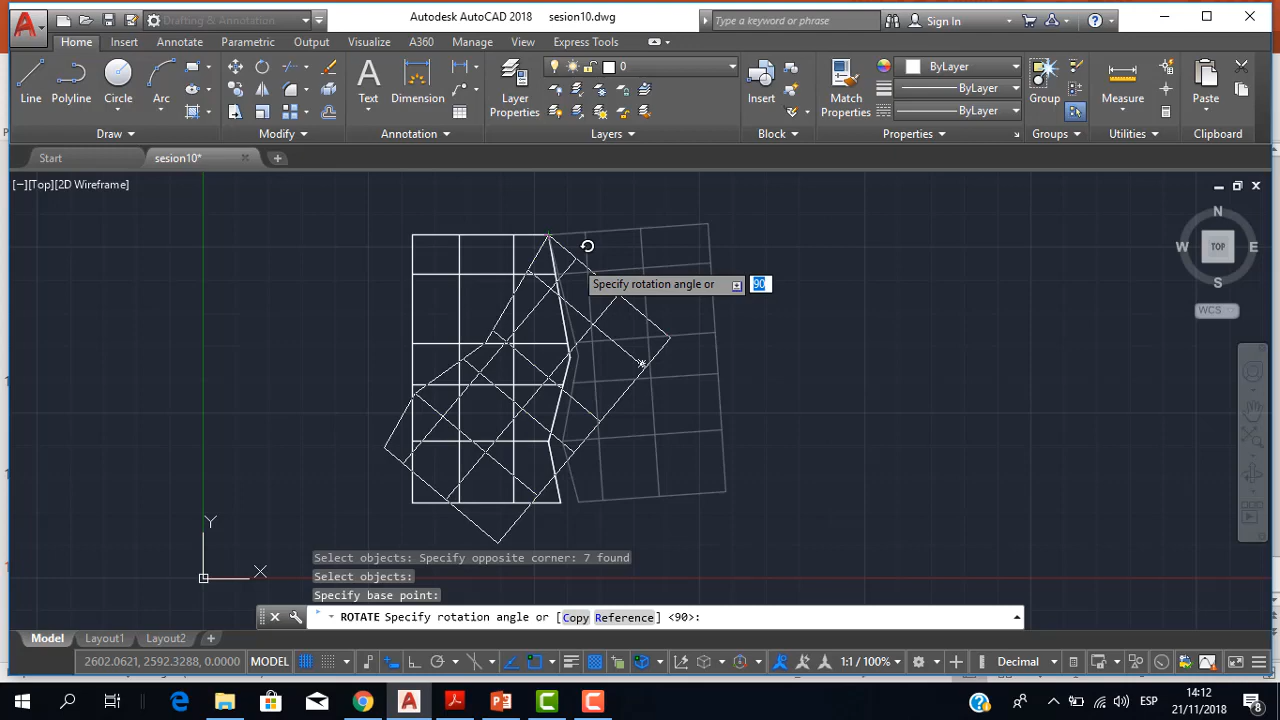 Drafting & Annotation
Autodesk AutoCAD 2018 sesion10.dwg
Type a keyword or phrase
Sign In
Home Insert Annotate Parametric Output Visualize A360 Manage View Express Tools
0
ByLayer
ByLayer
ByLayer
Line Polyline Circle Arc
Text Dimension
Layer
Properties
Insert
Match
Properties
Group
Measure
Paste
Draw Modify Annotation Layers Block Properties Groups Utilities Clipboard
Start sesion10*
[−][Top][2D Wireframe]
N
W TOP E
S
WCS
Specify rotation angle or 90
Y
X
Select objects: Specify opposite corner: 7 found
Select objects:
Specify base point:
ROTATE Specify rotation angle or [Copy Reference] <90>:
Model Layout1 Layout2
2602.0621, 2592.3288, 0.0000 MODEL 1:1 / 100% Decimal
ESP
14:12
21/11/2018
8